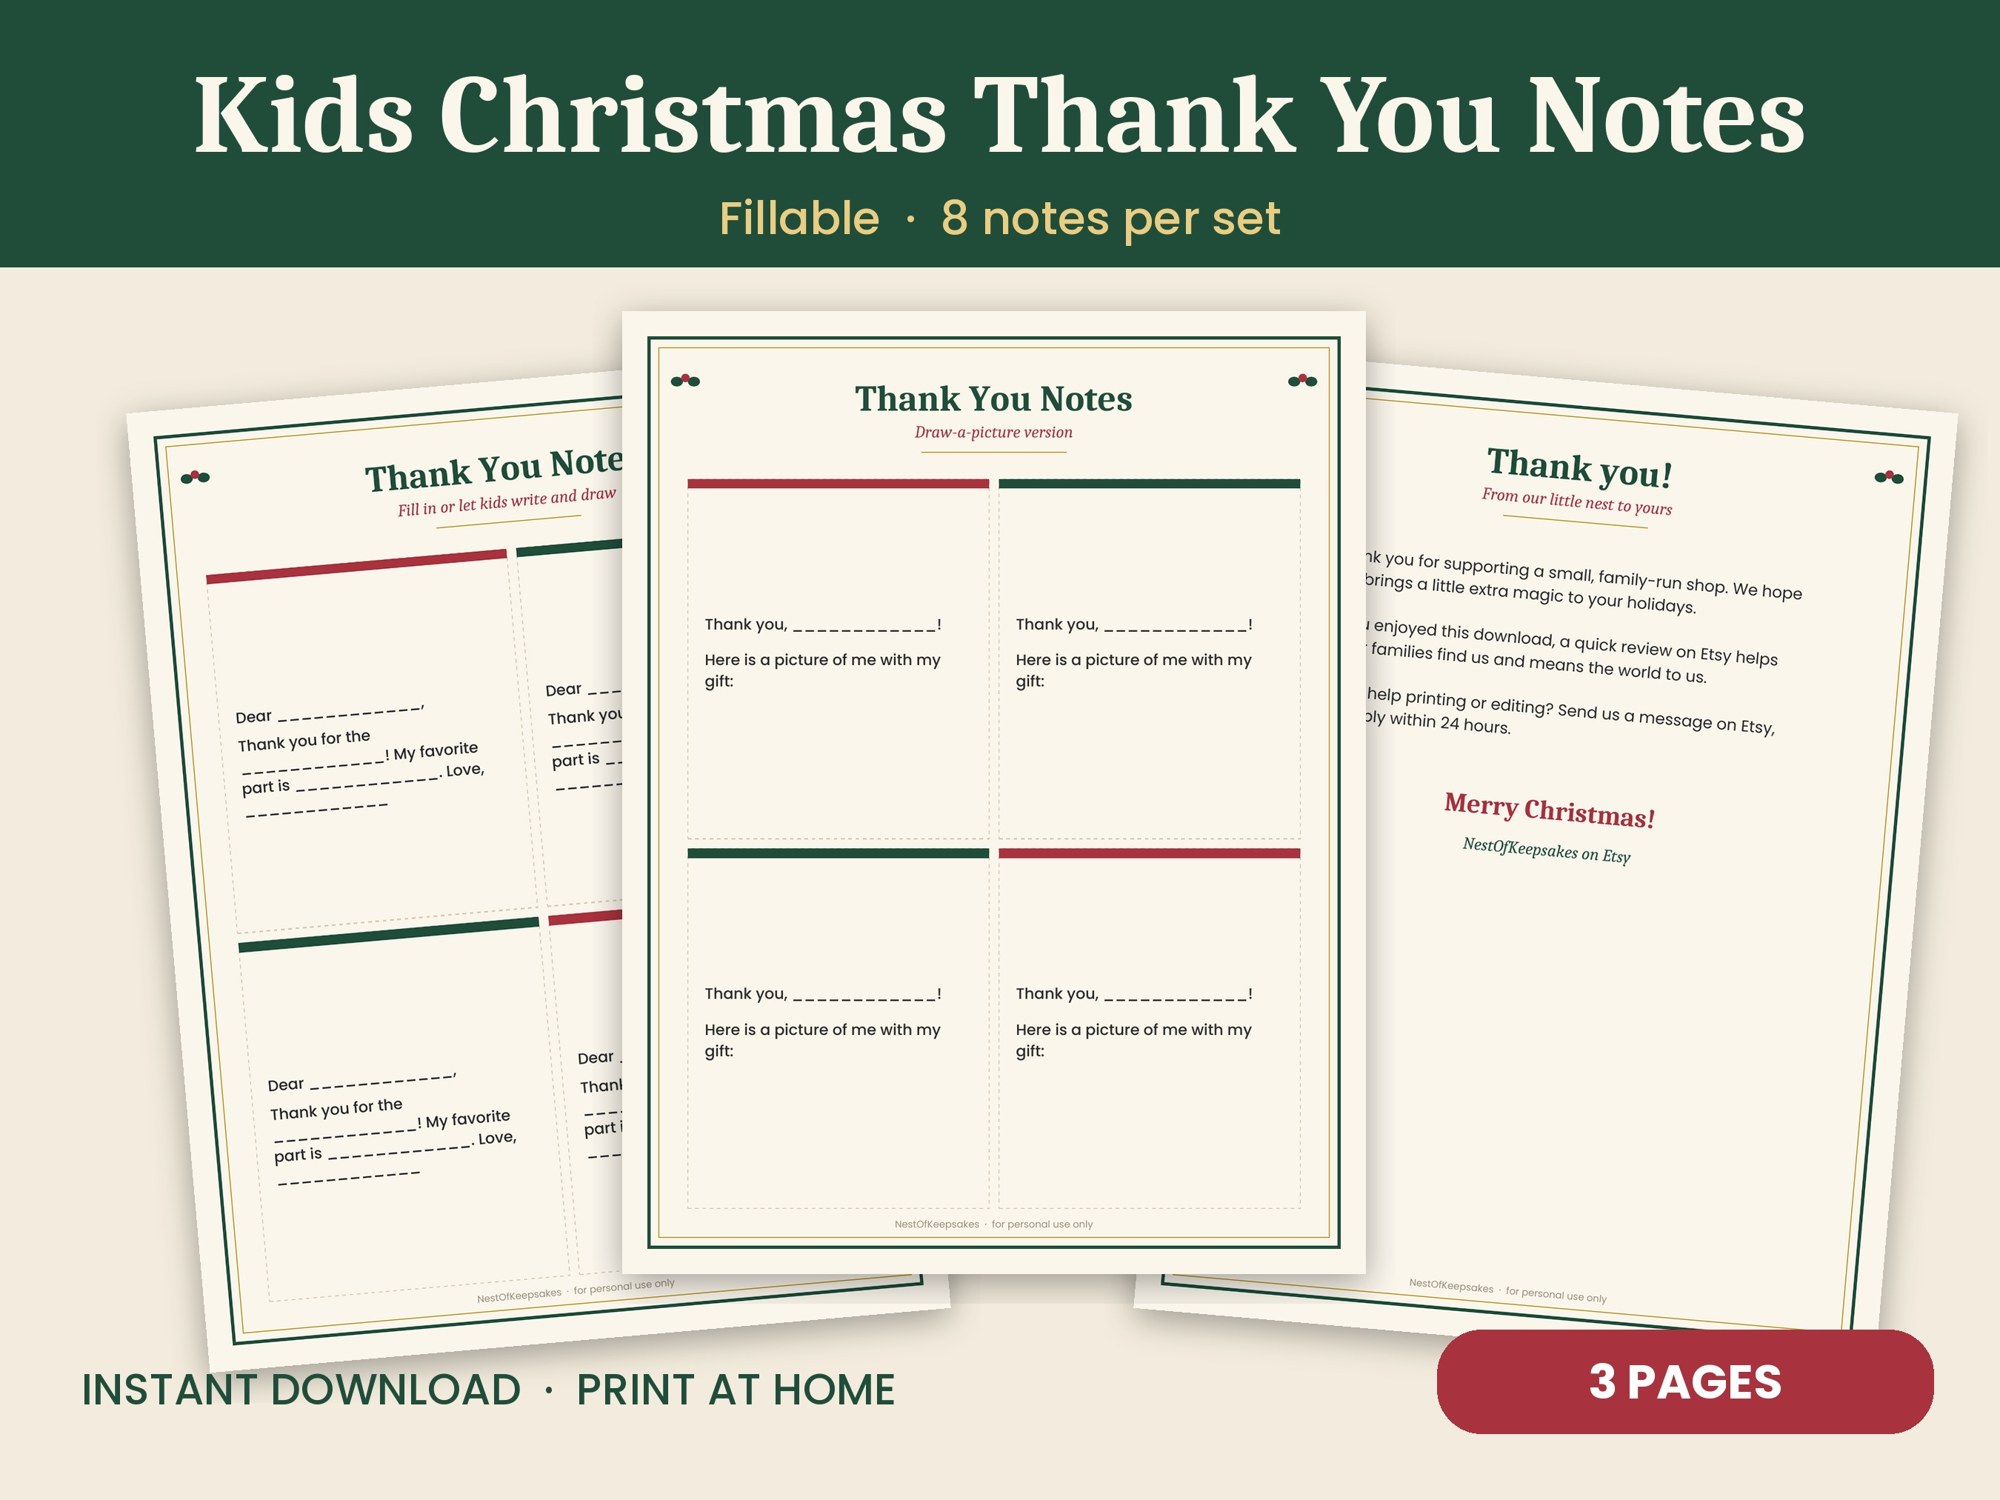 Kids Christmas Thank You Notes
Fillable · 8 notes per set
Thank You Note
Fill in or let kids write and draw
Dear ____________,
Thank you for the
____________! My favorite
part is ____________. Love,
____________
Dear ___
Thank you
part is
Dear ____________,
Thank you for the
____________! My favorite
part is ____________. Love,
____________
Dear
Thank
part
NestOfKeepsakes · for personal use only
Thank You Notes
Draw-a-picture version
Thank you, ____________!
Here is a picture of me with my
gift:
Thank you, ____________!
Here is a picture of me with my
gift:
Thank you, ____________!
Here is a picture of me with my
gift:
Thank you, ____________!
Here is a picture of me with my
gift:
NestOfKeepsakes · for personal use only
Thank you!
From our little nest to yours
you for supporting a small, family-run shop. We hope
brings a little extra magic to your holidays.
enjoyed this download, a quick review on Etsy helps
families find us and means the world to us.
help printing or editing? Send us a message on Etsy,
within 24 hours.
Merry Christmas!
NestOfKeepsakes on Etsy
NestOfKeepsakes · for personal use only
INSTANT DOWNLOAD · PRINT AT HOME
3 PAGES